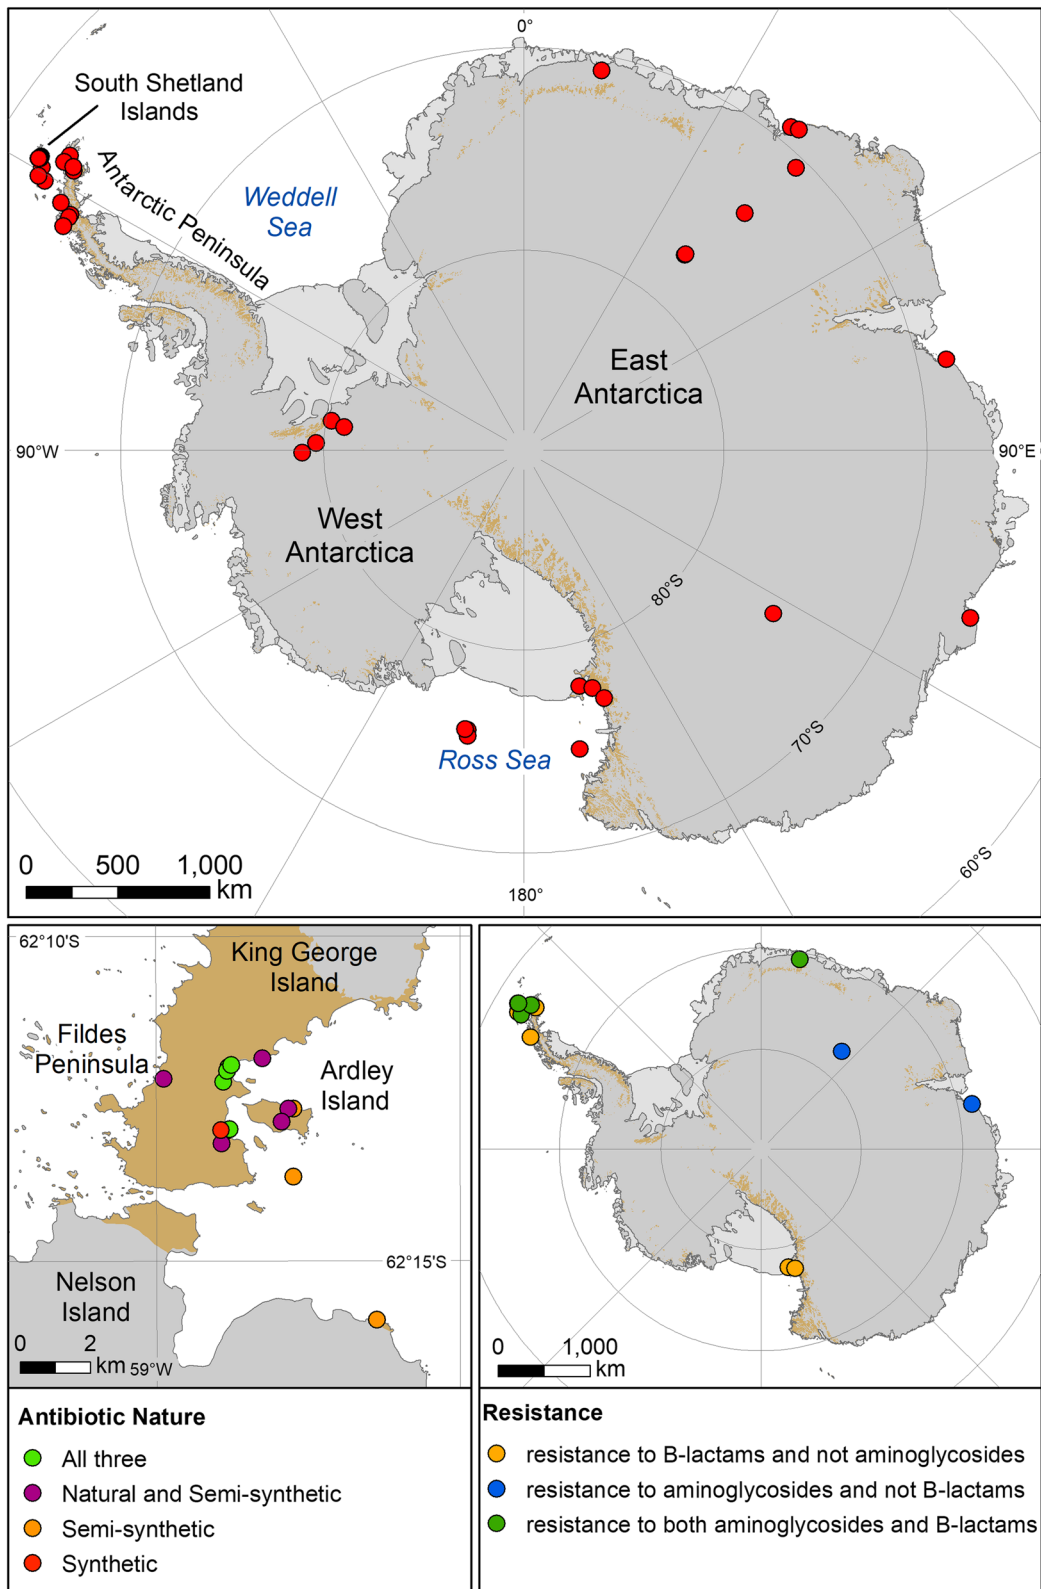 0°
South Shetland
Islands
Antarctic Peninsula
Weddell
Sea
East
Antarctica
90°W
90°E
West
Antarctica
80°S
70°S
Ross Sea
60°S
0 500 1,000
km
180°
62°10'S
King George
Island
Fildes
Peninsula
Ardley
Island
62°15'S
Nelson
Island
0 2
km
59°W
0 1,000
km
Antibiotic Nature
All three
Natural and Semi-synthetic
Semi-synthetic
Synthetic
Resistance
resistance to B-lactams and not aminoglycosides
resistance to aminoglycosides and not B-lactams
resistance to both aminoglycosides and B-lactams